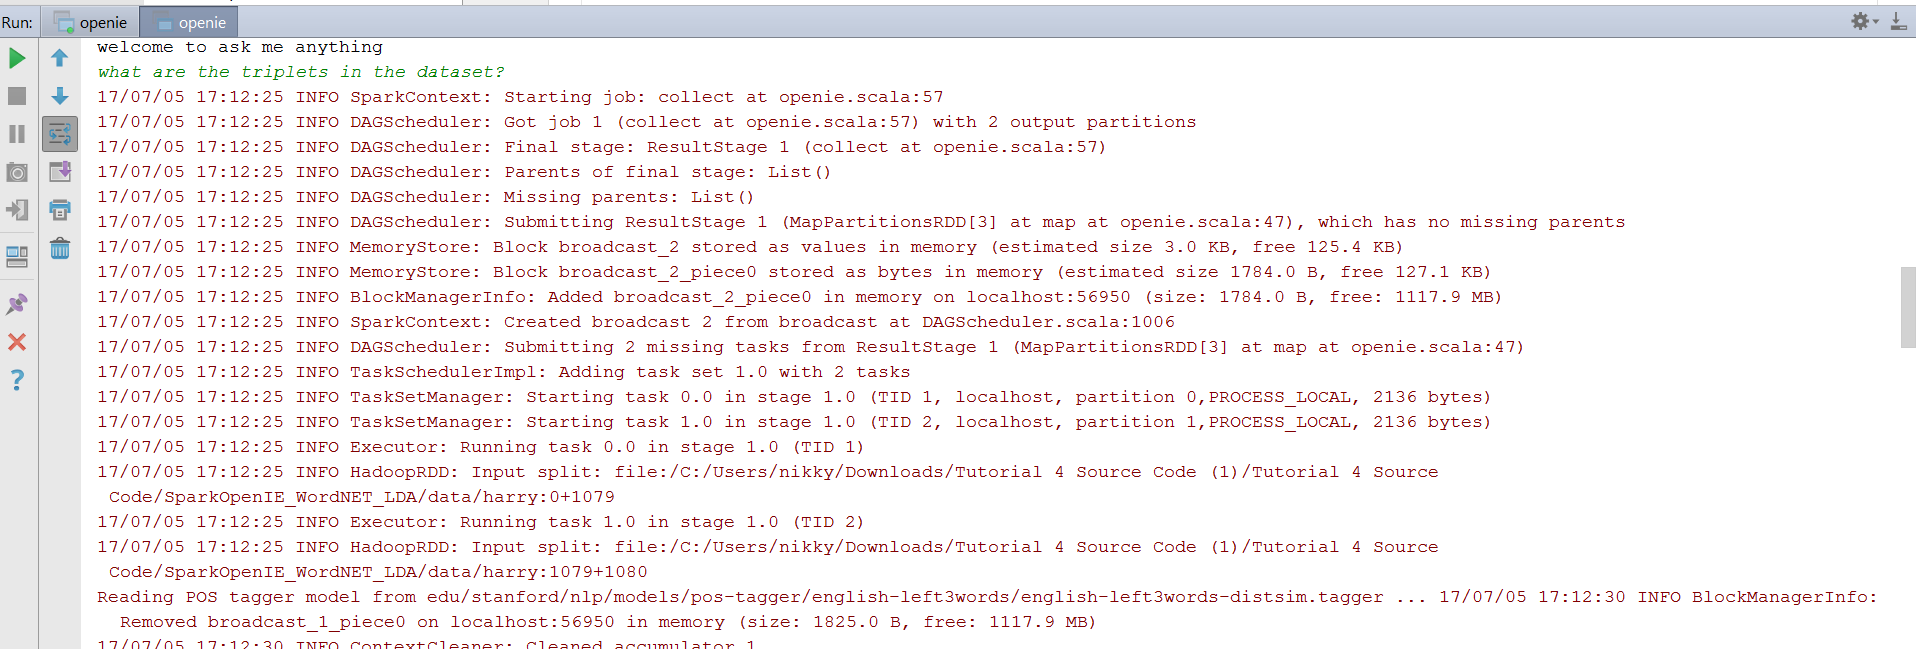 Run: openie openie
welcome to ask me anything
what are the triplets in the dataset?
17/07/05 17:12:25 INFO SparkContext: Starting job: collect at openie.scala:57
17/07/05 17:12:25 INFO DAGScheduler: Got job 1 (collect at openie.scala:57) with 2 output partitions
17/07/05 17:12:25 INFO DAGScheduler: Final stage: ResultStage 1 (collect at openie.scala:57)
17/07/05 17:12:25 INFO DAGScheduler: Parents of final stage: List()
17/07/05 17:12:25 INFO DAGScheduler: Missing parents: List()
17/07/05 17:12:25 INFO DAGScheduler: Submitting ResultStage 1 (MapPartitionsRDD[3] at map at openie.scala:47), which has no missing parents
17/07/05 17:12:25 INFO MemoryStore: Block broadcast_2 stored as values in memory (estimated size 3.0 KB, free 125.4 KB)
17/07/05 17:12:25 INFO MemoryStore: Block broadcast_2_piece0 stored as bytes in memory (estimated size 1784.0 B, free 127.1 KB)
17/07/05 17:12:25 INFO BlockManagerInfo: Added broadcast_2_piece0 in memory on localhost:56950 (size: 1784.0 B, free: 1117.9 MB)
17/07/05 17:12:25 INFO SparkContext: Created broadcast 2 from broadcast at DAGScheduler.scala:1006
17/07/05 17:12:25 INFO DAGScheduler: Submitting 2 missing tasks from ResultStage 1 (MapPartitionsRDD[3] at map at openie.scala:47)
17/07/05 17:12:25 INFO TaskSchedulerImpl: Adding task set 1.0 with 2 tasks
17/07/05 17:12:25 INFO TaskSetManager: Starting task 0.0 in stage 1.0 (TID 1, localhost, partition 0,PROCESS_LOCAL, 2136 bytes)
17/07/05 17:12:25 INFO TaskSetManager: Starting task 1.0 in stage 1.0 (TID 2, localhost, partition 1,PROCESS_LOCAL, 2136 bytes)
17/07/05 17:12:25 INFO Executor: Running task 0.0 in stage 1.0 (TID 1)
17/07/05 17:12:25 INFO HadoopRDD: Input split: file:/C:/Users/nikky/Downloads/Tutorial 4 Source Code (1)/Tutorial 4 Source
Code/SparkOpenIE_WordNET_LDA/data/harry:0+1079
17/07/05 17:12:25 INFO Executor: Running task 1.0 in stage 1.0 (TID 2)
17/07/05 17:12:25 INFO HadoopRDD: Input split: file:/C:/Users/nikky/Downloads/Tutorial 4 Source Code (1)/Tutorial 4 Source
Code/SparkOpenIE_WordNET_LDA/data/harry:1079+1080
Reading POS tagger model from edu/stanford/nlp/models/pos-tagger/english-left3words/english-left3words-distsim.tagger ... 17/07/05 17:12:30 INFO BlockManagerInfo:
Removed broadcast_1_piece0 on localhost:56950 in memory (size: 1825.0 B, free: 1117.9 MB)
17/07/05 17:12:30 INFO ContextCleaner: Cleaned accumulator 1